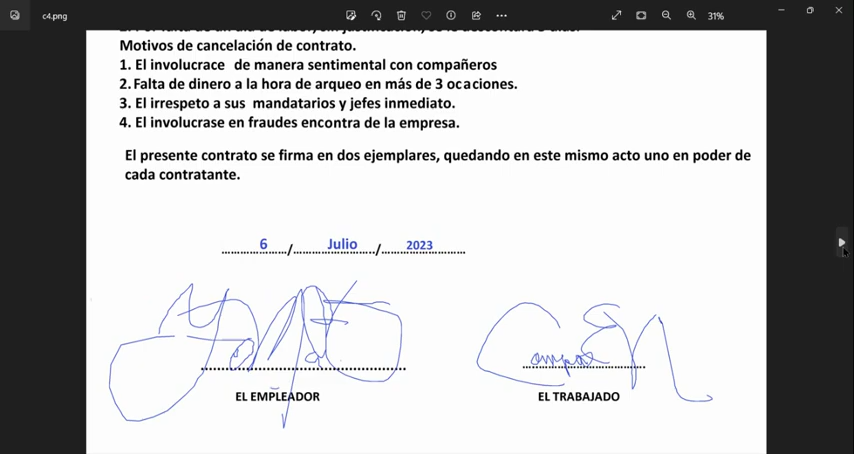 c4.png
31%
Motivos de cancelación de contrato.
1. El involucrace de manera sentimental con compañeros
2. Falta de dinero a la hora de arqueo en más de 3 ocaciones.
3. El irrespeto a sus mandatarios y jefes inmediato.
4. El involucrase en fraudes encontra de la empresa.
El presente contrato se firma en dos ejemplares, quedando en este mismo acto uno en poder de
cada contratante.
6 / Julio / 2023
EL EMPLEADOR
EL TRABAJADO